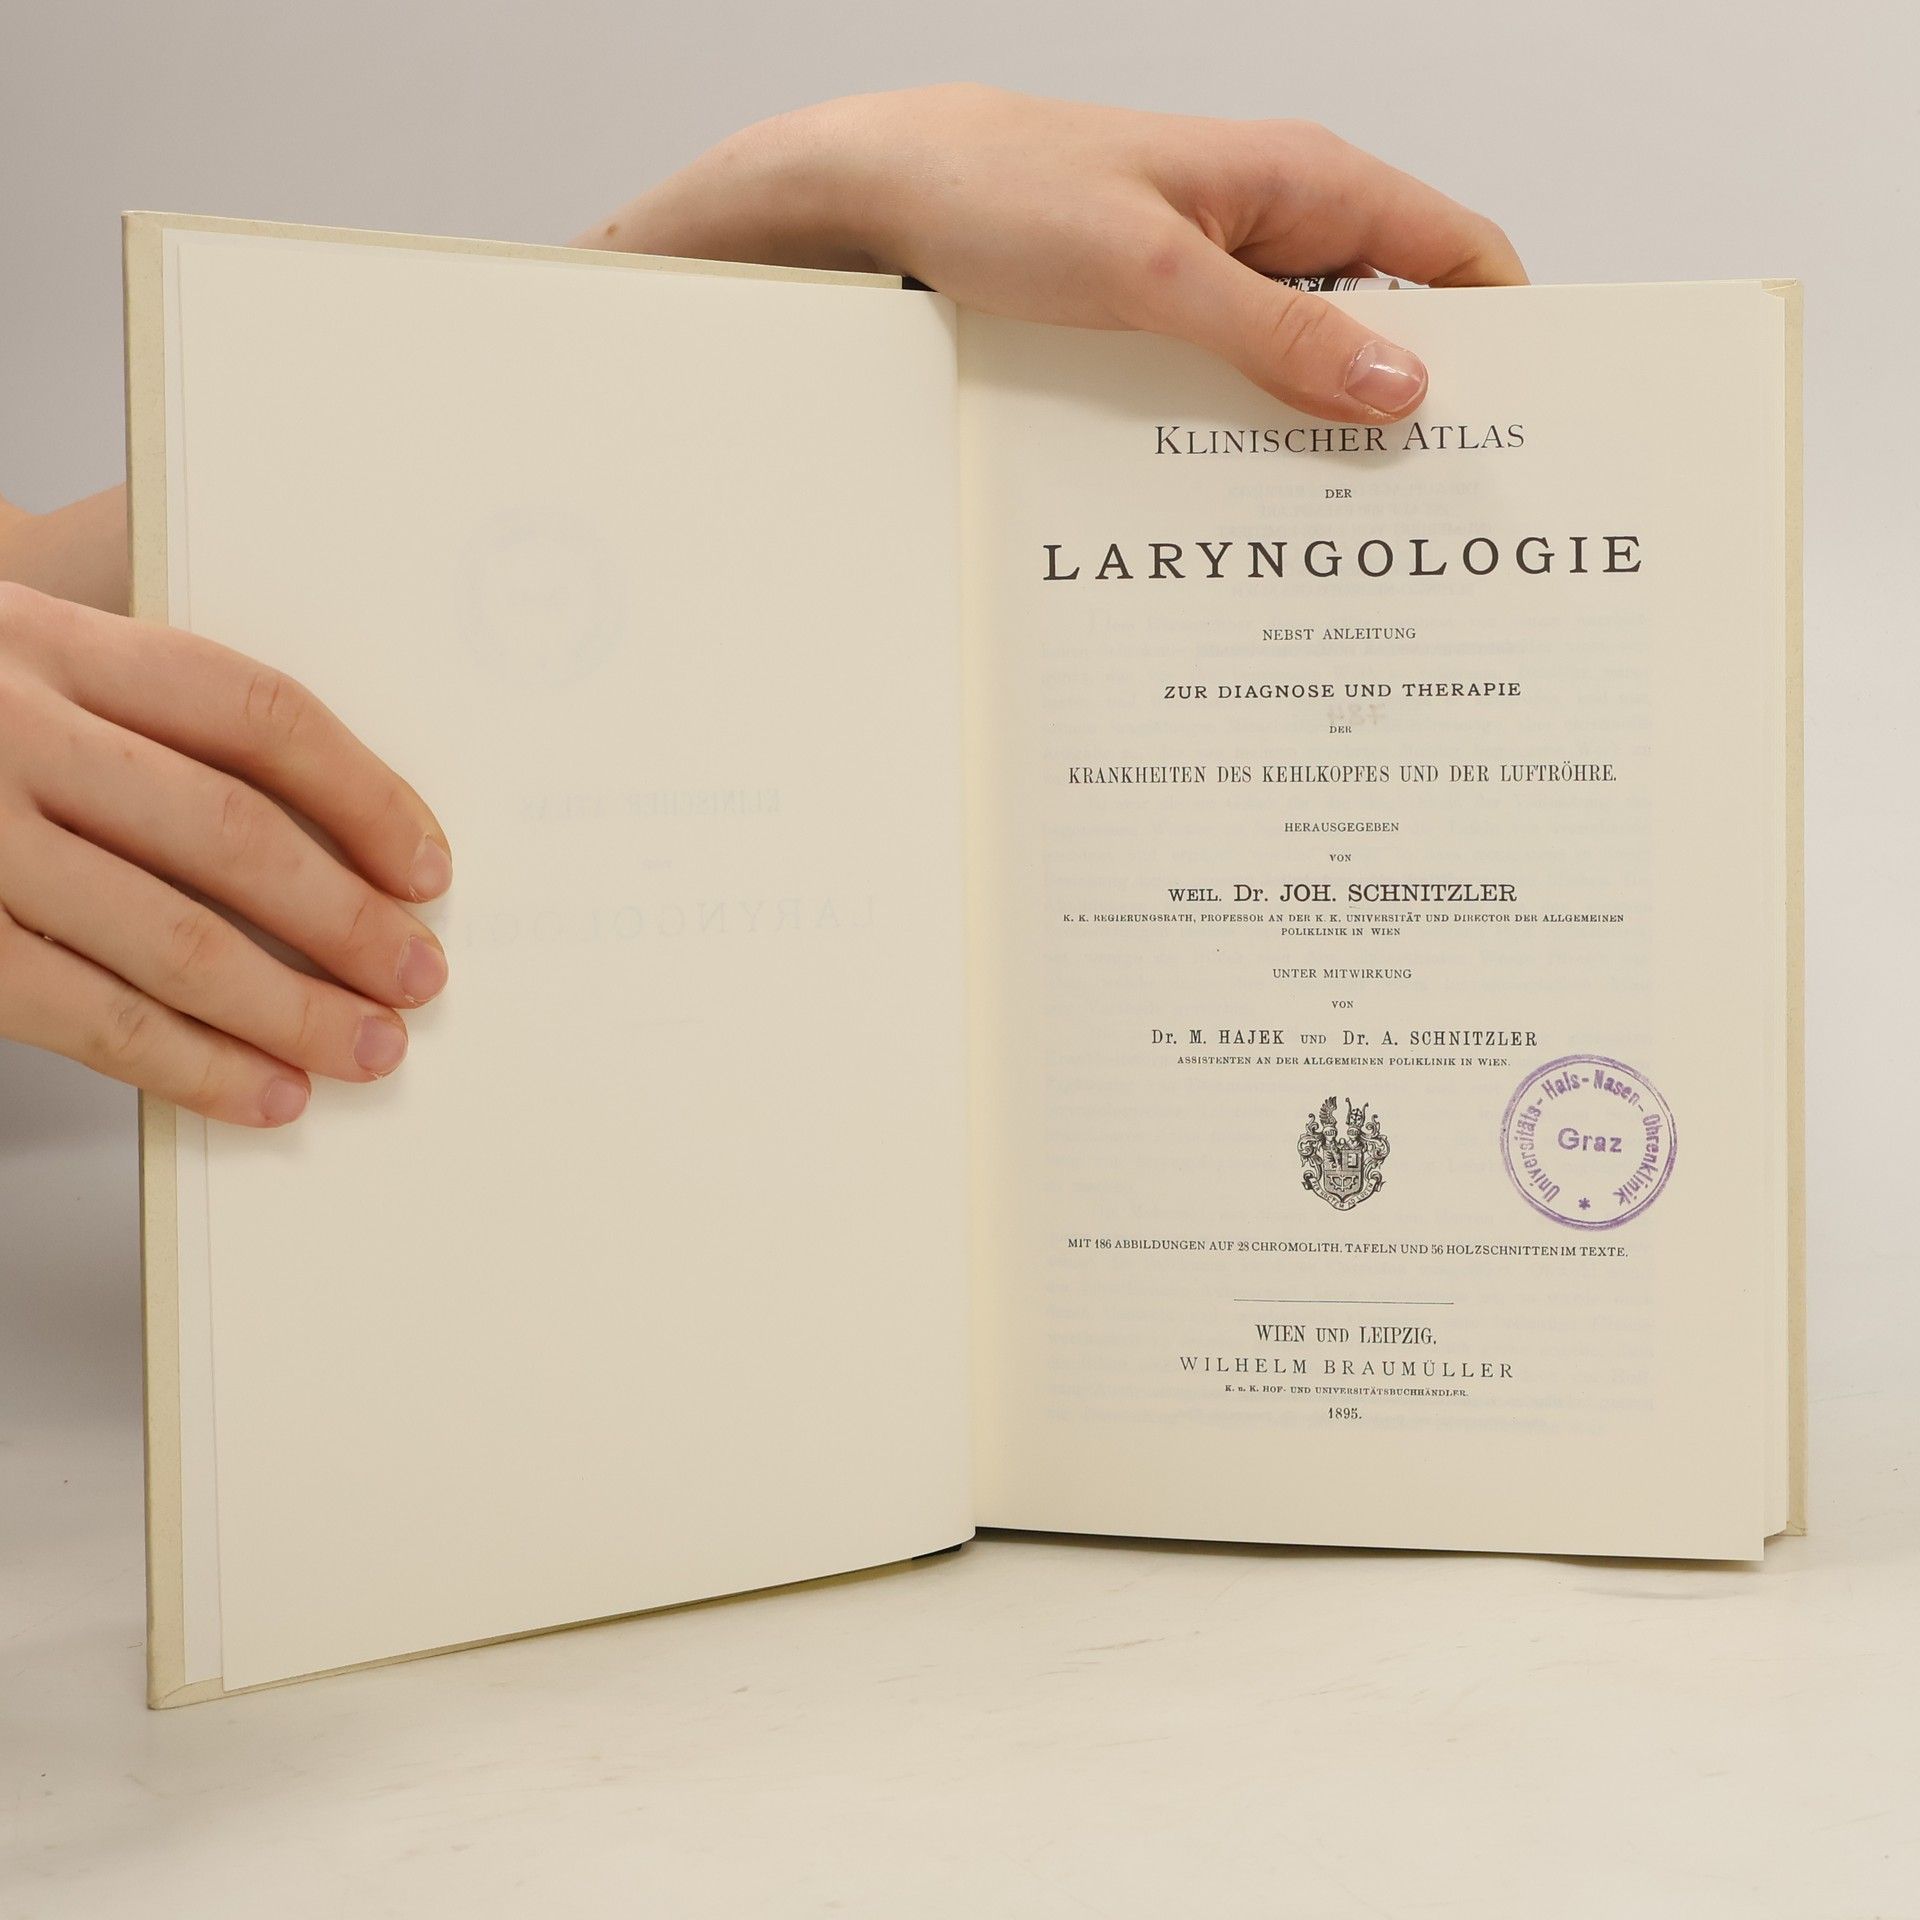 KLINISCHER ATLAS
DER
LARYNGOLOGIE
NEBST ANLEITUNG
ZUR DIAGNOSE UND THERAPIE
DER
KRANKHEITEN DES KEHLKOPFES UND DER LUFTRÖHRE.
HERAUSGEGEBEN
VON
WEIL. Dr. JOH. SCHNITZLER
K. K. REGIERUNGSRATH, PROFESSOR AN DER K. K. UNIVERSITÄT UND DIRECTOR DER ALLGEMEINEN
POLIKLINIK IN WIEN
UNTER MITWIRKUNG
VON
Dr. M. HAJEK UND Dr. A. SCHNITZLER
ASSISTENTEN AN DER ALLGEMEINEN POLIKLINIK IN WIEN.
Universitäts-Hals-Nasen-Ohrenklinik
Graz
*
MIT 186 ABBILDUNGEN AUF 28 CHROMOLITH. TAFELN UND 56 HOLZSCHNITTEN IM TEXTE.
WIEN UND LEIPZIG.
WILHELM BRAUMÜLLER
K. u. K. HOF- UND UNIVERSITÄTSBUCHHÄNDLER.
1895.